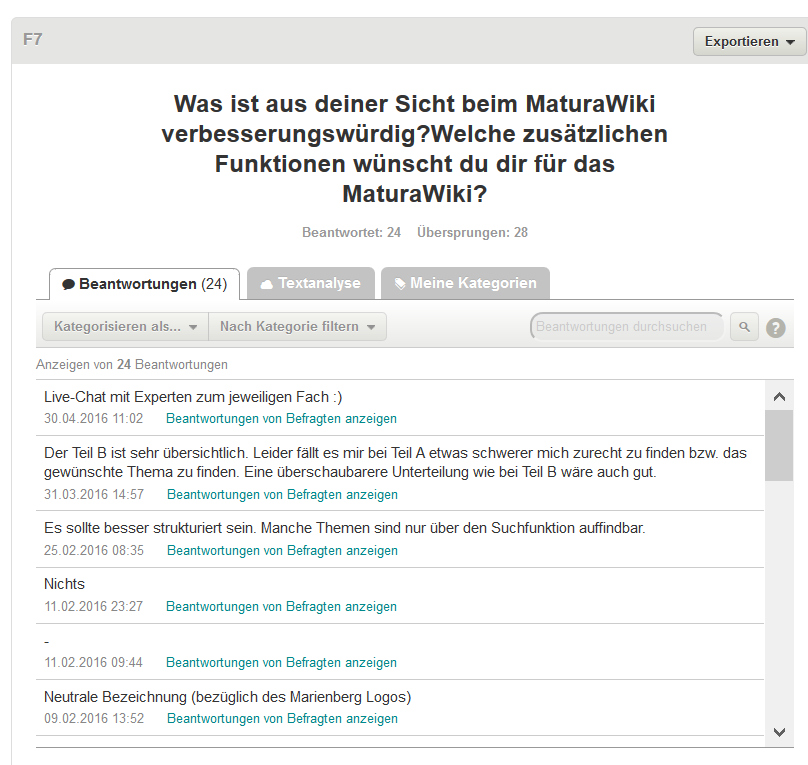 F7
Exportieren
Was ist aus deiner Sicht beim MaturaWiki
verbesserungswürdig?Welche zusätzlichen
Funktionen wünscht du dir für das
MaturaWiki?
Beantwortet: 24 Übersprungen: 28
Beantwortungen (24) Textanalyse Meine Kategorien
Kategorisieren als... Nach Kategorie filtern Beantwortungen durchsuchen ?
Anzeigen von 24 Beantwortungen
Live-Chat mit Experten zum jeweiligen Fach :)
30.04.2016 11:02 Beantwortungen von Befragten anzeigen
Der Teil B ist sehr übersichtlich. Leider fällt es mir bei Teil A etwas schwerer mich zurecht zu finden bzw. das
gewünschte Thema zu finden. Eine überschaubarere Unterteilung wie bei Teil B wäre auch gut.
31.03.2016 14:57 Beantwortungen von Befragten anzeigen
Es sollte besser strukturiert sein. Manche Themen sind nur über den Suchfunktion auffindbar.
25.02.2016 08:35 Beantwortungen von Befragten anzeigen
Nichts
11.02.2016 23:27 Beantwortungen von Befragten anzeigen
-
11.02.2016 09:44 Beantwortungen von Befragten anzeigen
Neutrale Bezeichnung (bezüglich des Marienberg Logos)
09.02.2016 13:52 Beantwortungen von Befragten anzeigen